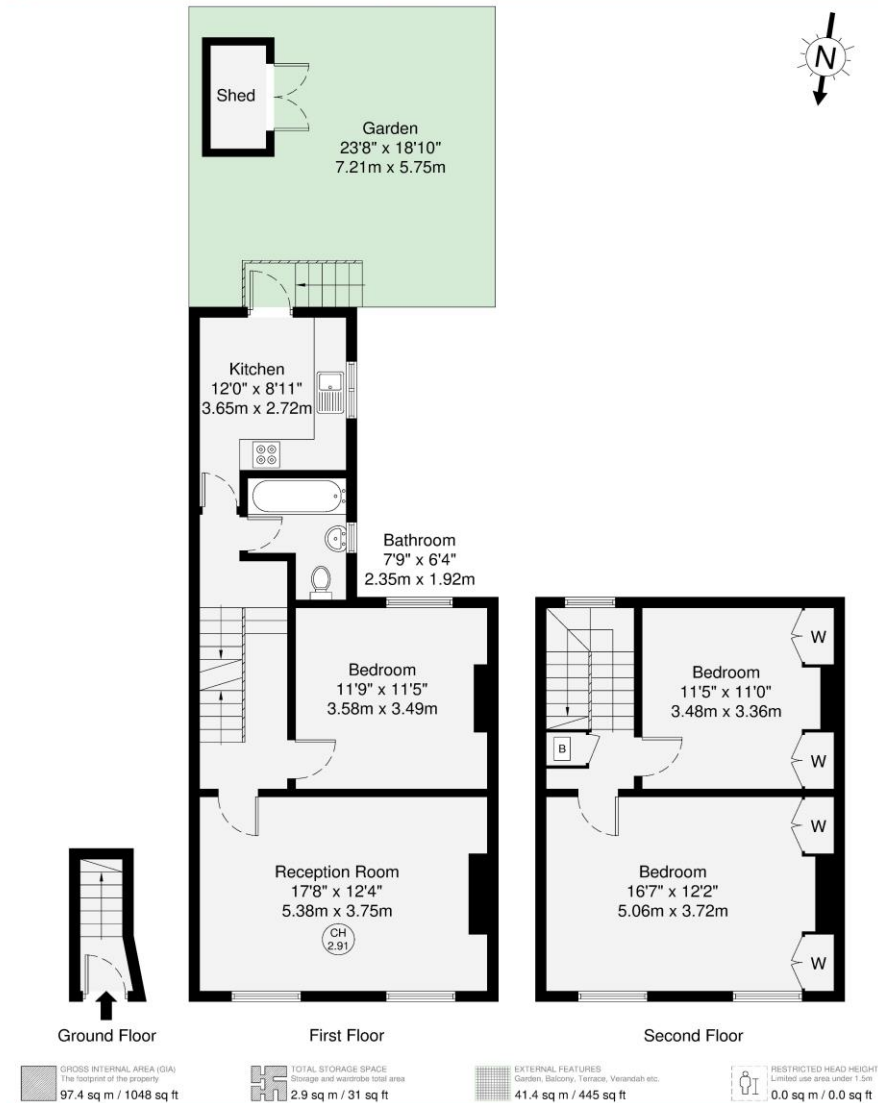 N
Shed
Garden
23'8" x 18'10"
7.21m x 5.75m
Kitchen
12'0" x 8'11"
3.65m x 2.72m
Bathroom
7'9" x 6'4"
2.35m x 1.92m
Bedroom
11'9" x 11'5"
3.58m x 3.49m
Bedroom
11'5" x 11'0"
3.48m x 3.36m
W
W
B
Reception Room
17'8" x 12'4"
5.38m x 3.75m
CH
2.91
Bedroom
16'7" x 12'2"
5.06m x 3.72m
W
W
Ground Floor
First Floor
Second Floor
GROSS INTERNAL AREA (GIA)
The footprint of the property
97.4 sq m / 1048 sq ft
TOTAL STORAGE SPACE
Storage and wardrobe total area
2.9 sq m / 31 sq ft
EXTERNAL FEATURES
Garden, Balcony, Terrace, Verandah etc.
41.4 sq m / 445 sq ft
RESTRICTED HEAD HEIGHT
Limited use area under 1.5m
0.0 sq m / 0.0 sq ft